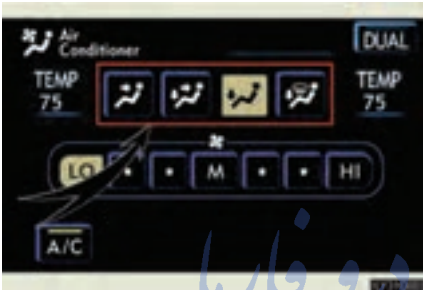 Air
Conditioner
DUAL
TEMP
75
TEMP
75
LO
M
HI
A/C